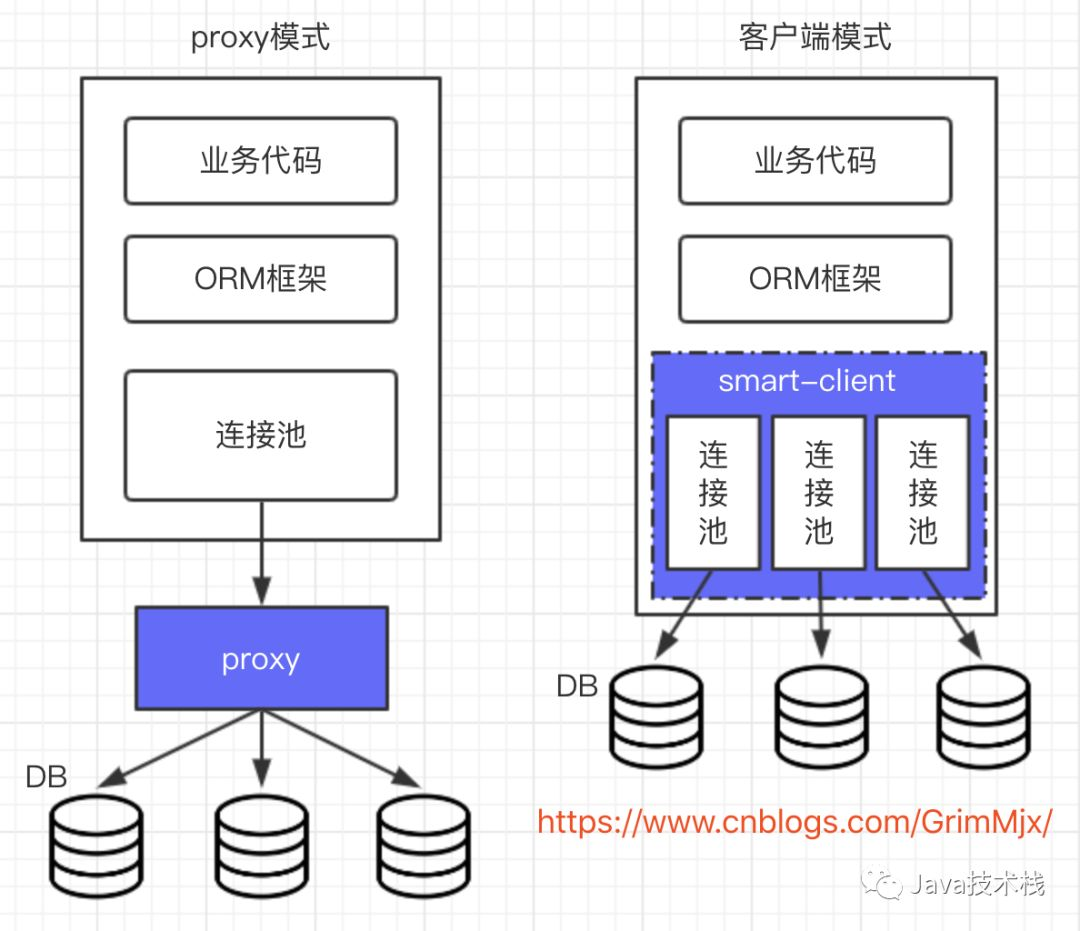 proxy模式
业务代码
ORM框架
连接池
proxy
DB
客户端模式
业务代码
ORM框架
smart-client
连接池
连接池
连接池
DB
https://www.cnblogs.com/GrimMjx/
Java技术栈